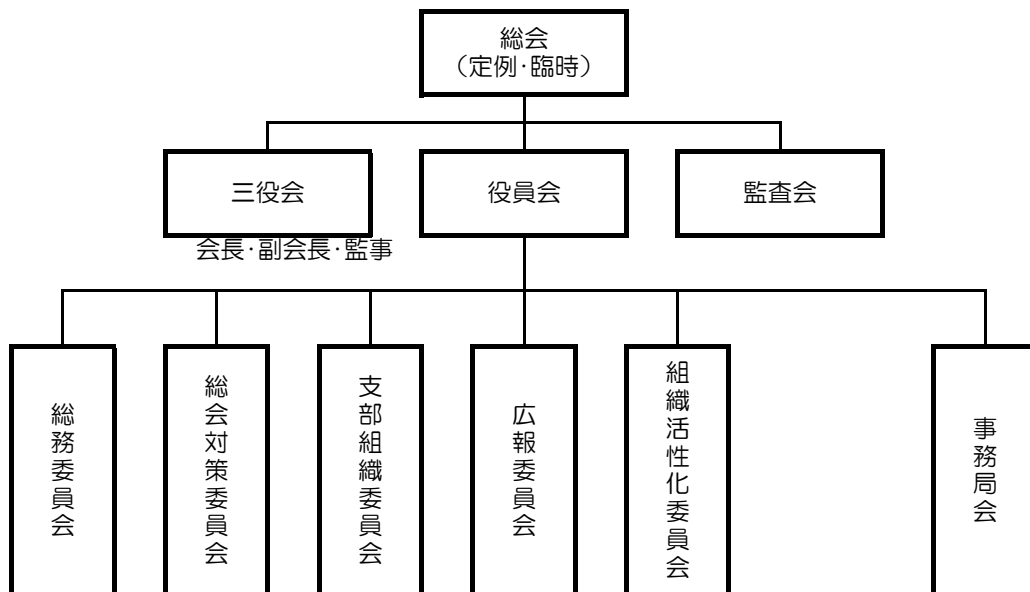 総会
（定例・臨時）
三役会
役員会
監査会
会長・副会長・監事
総務委員会
総会対策委員会
支部組織委員会
広報委員会
組織活性化委員会
事務局会